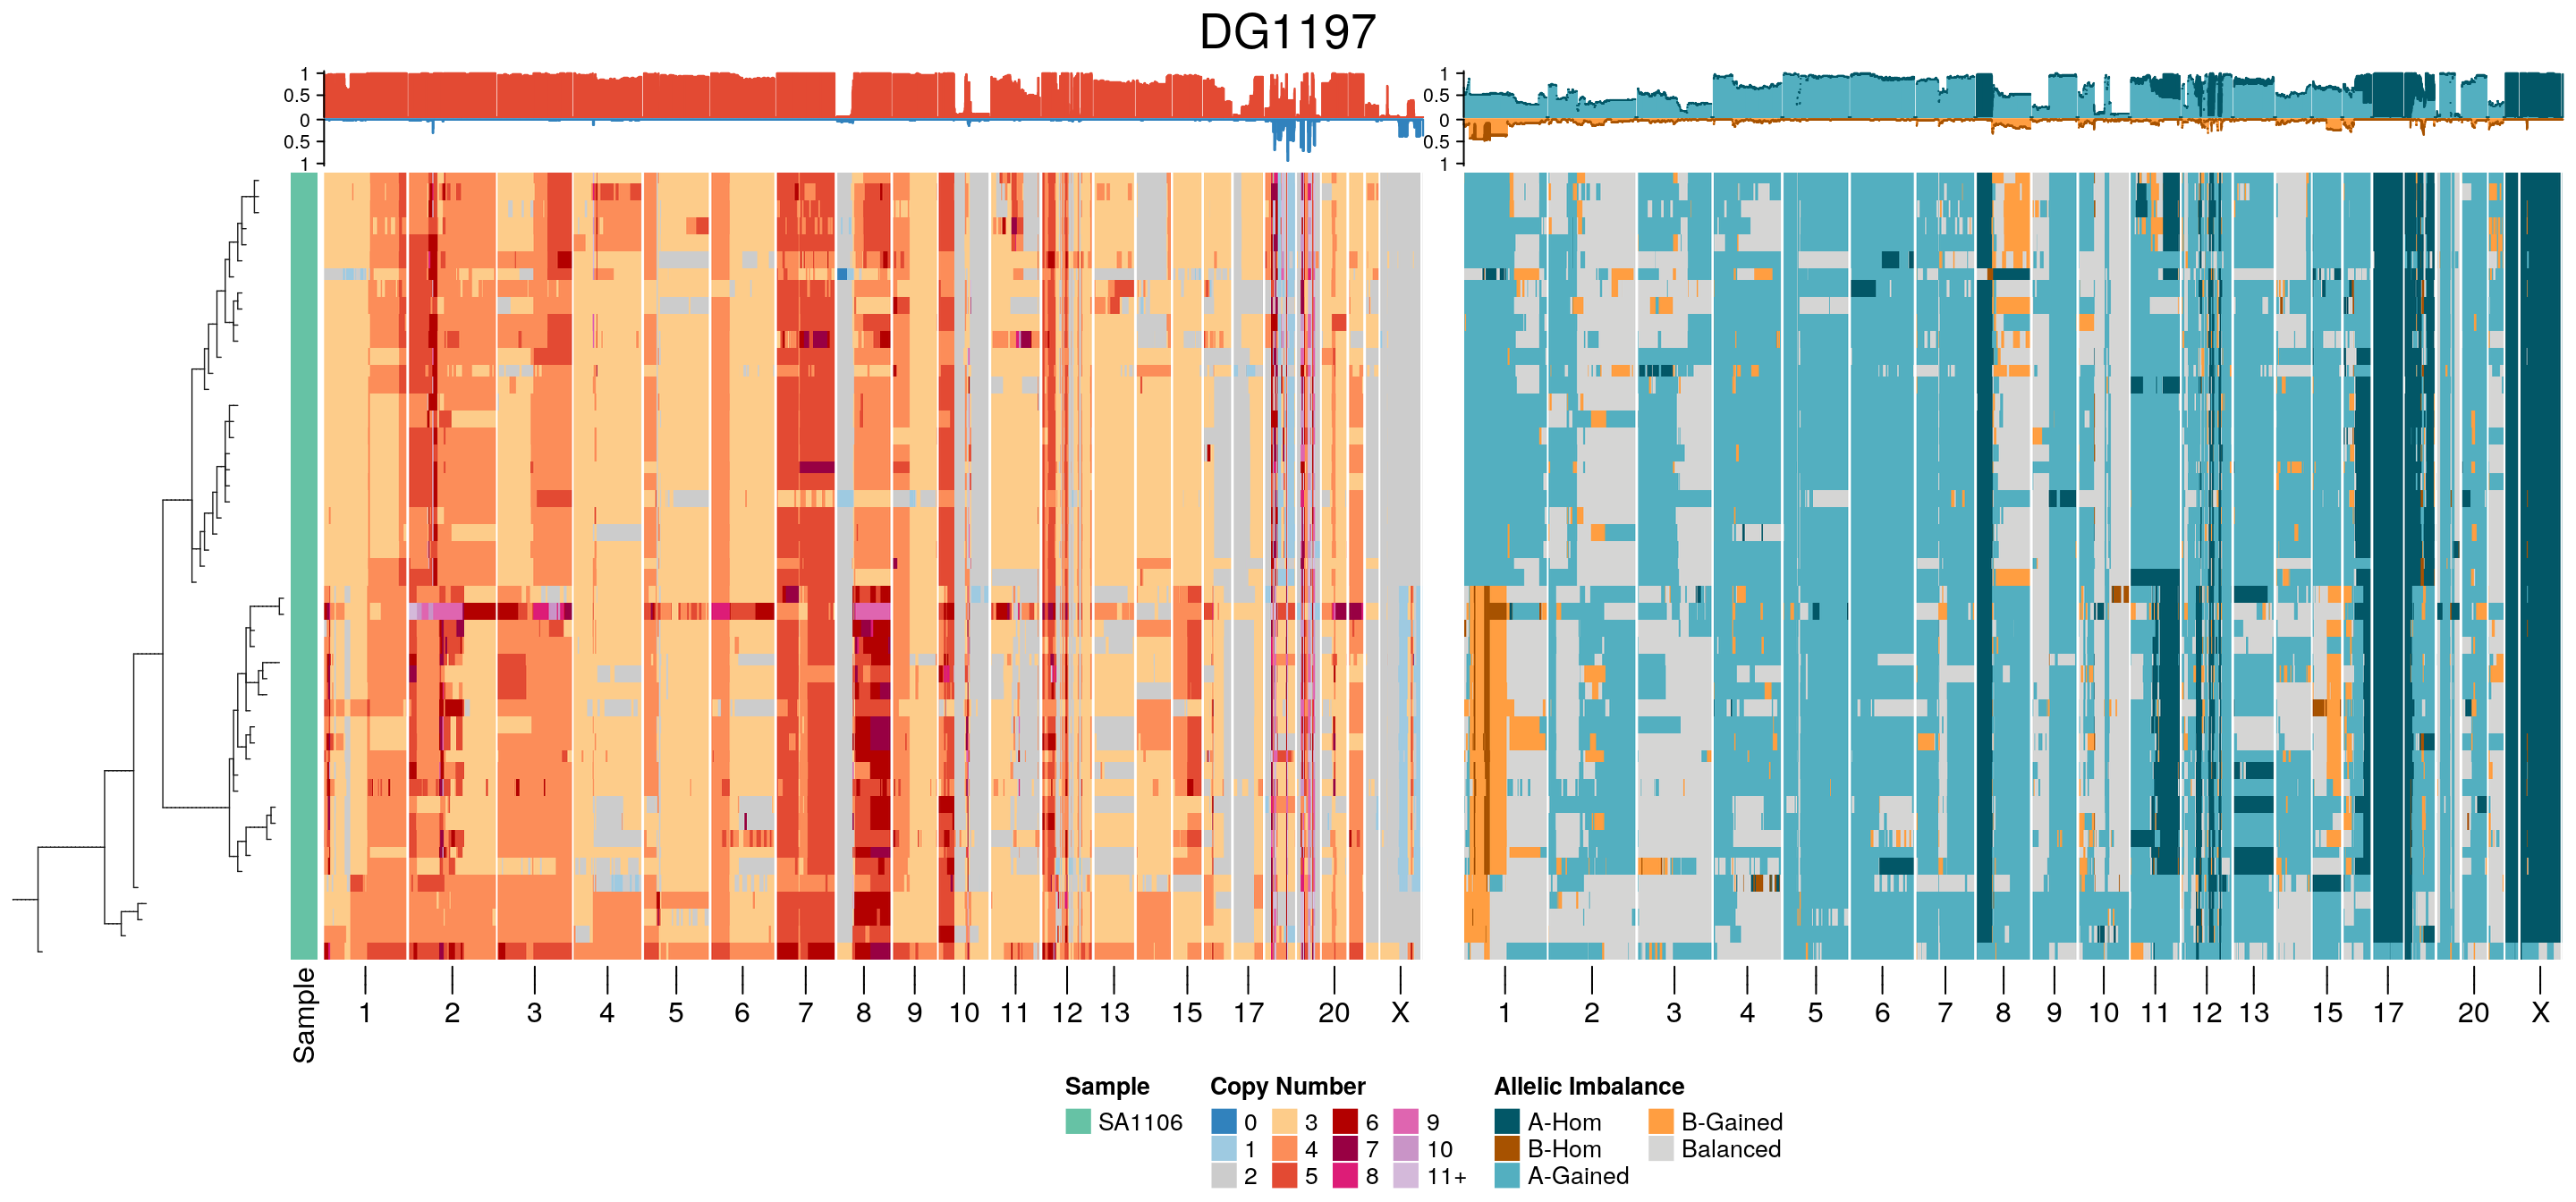 DG1197
1
0.5
0
0.5
1
1
0.5
0
0.5
1
Sample
1 2 3 4 5 6 7 8 9 10 11 12 13 15 17 20 X
1 2 3 4 5 6 7 8 9 10 11 12 13 15 17 20 X
Sample
SA1106
Copy Number
0 3 6 9
1 4 7 10
2 5 8 11+
Allelic Imbalance
A-Hom B-Gained
B-Hom Balanced
A-Gained